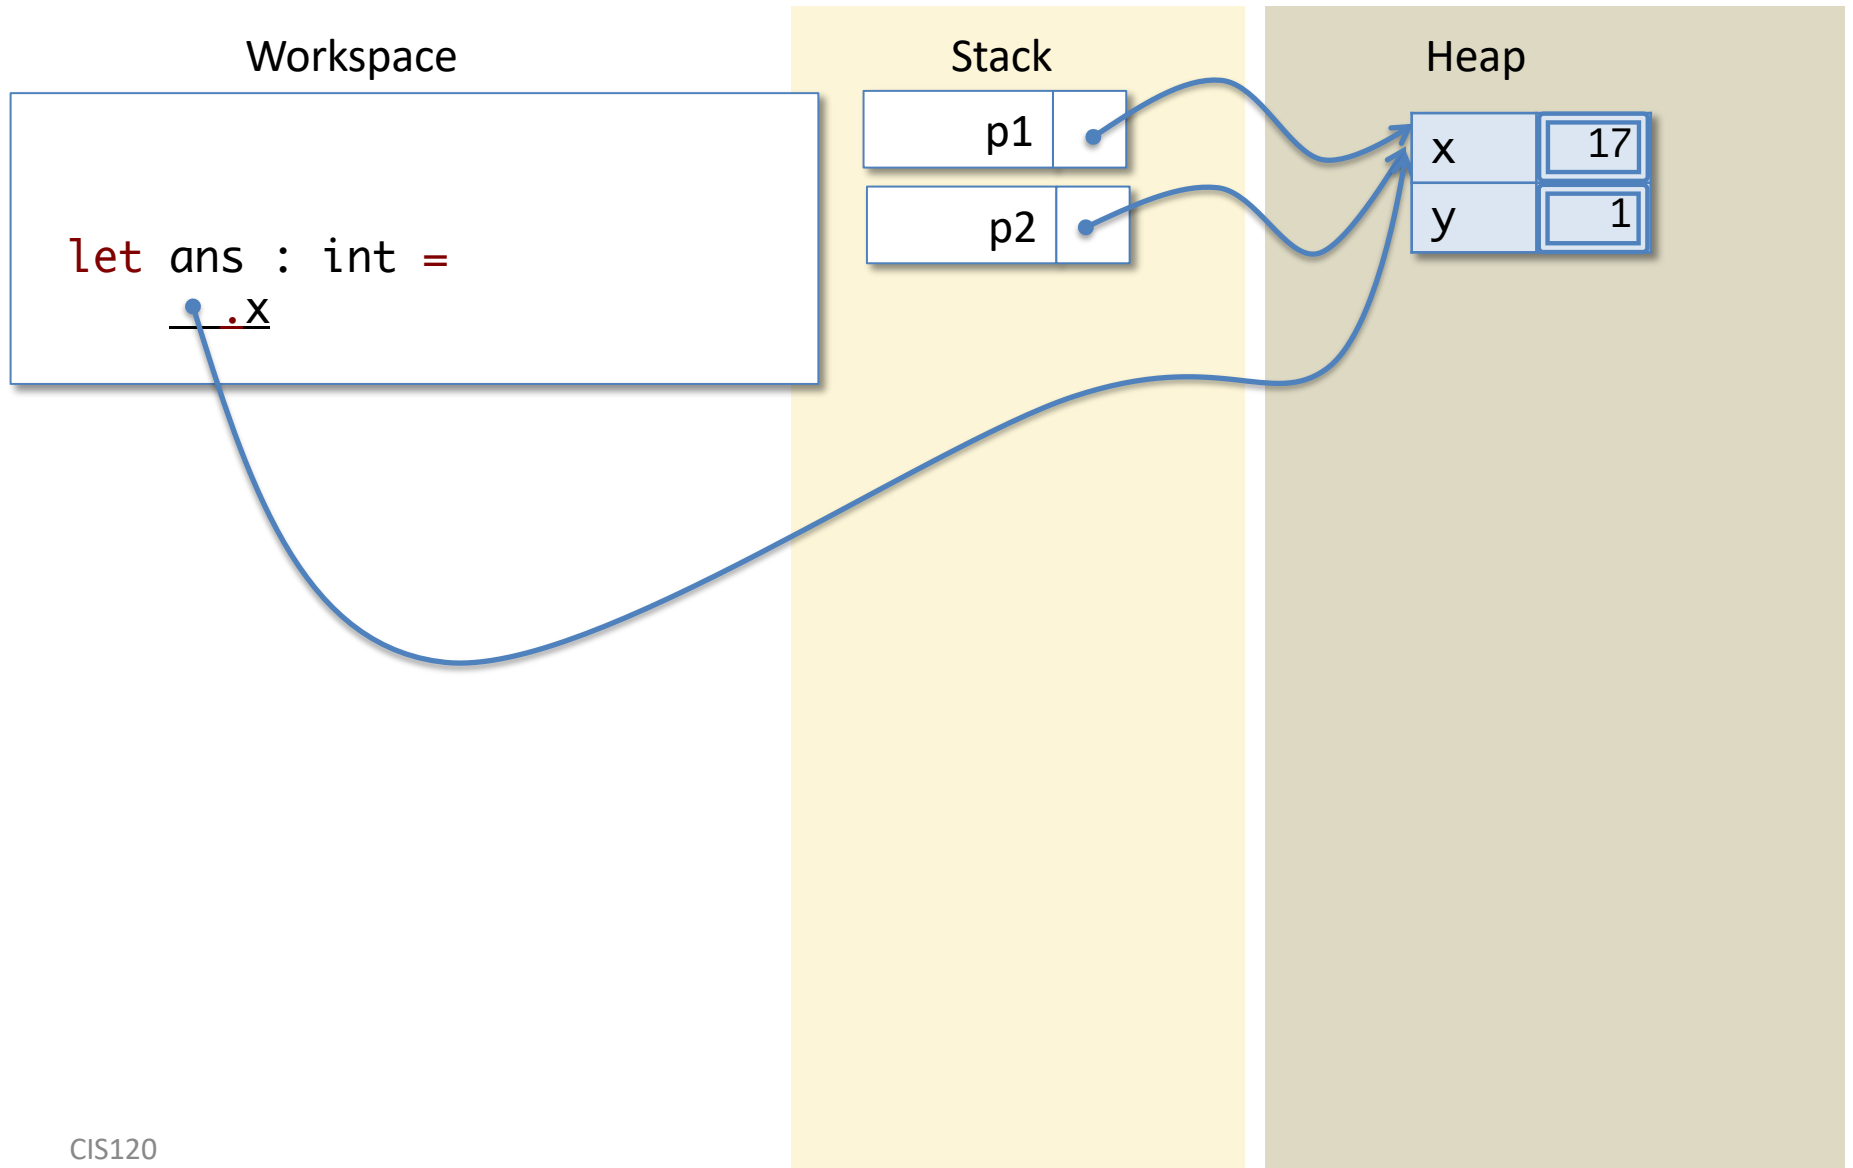 Workspace
Stack
Heap
let ans : int =
.x
p1
p2
x 17
y 1
CIS120